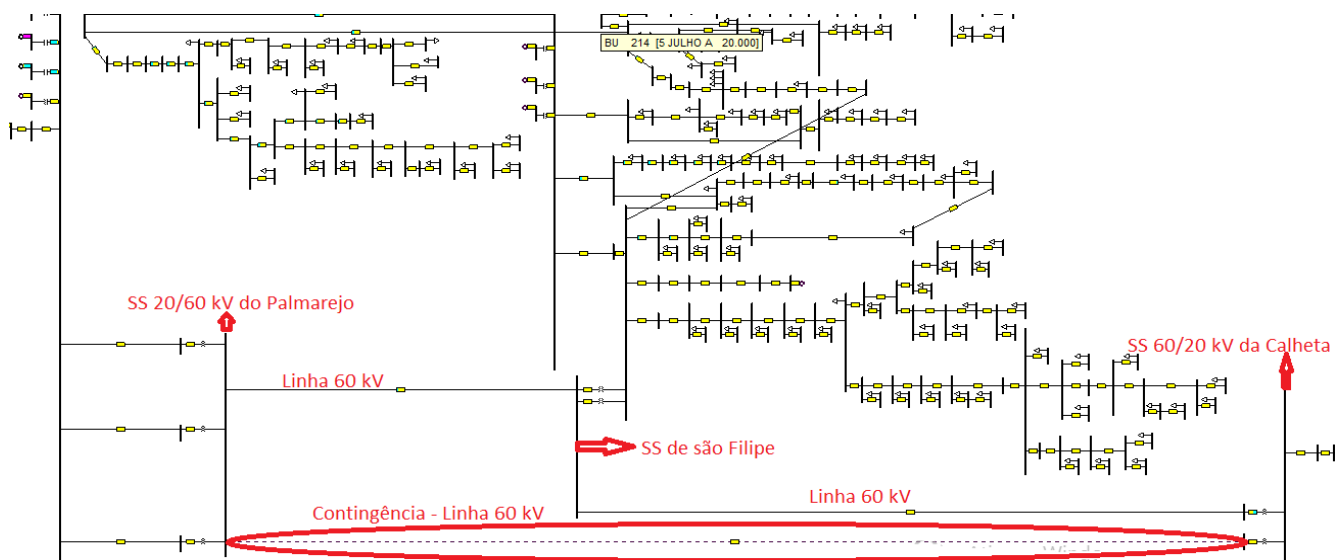 BU 214 [5 JULHO A 20.000]
SS 20/60 kV do Palmarejo
SS 60/20 kV da Calheta
Linha 60 kV
SS de são Filipe
Linha 60 kV
Contingência - Linha 60 kV